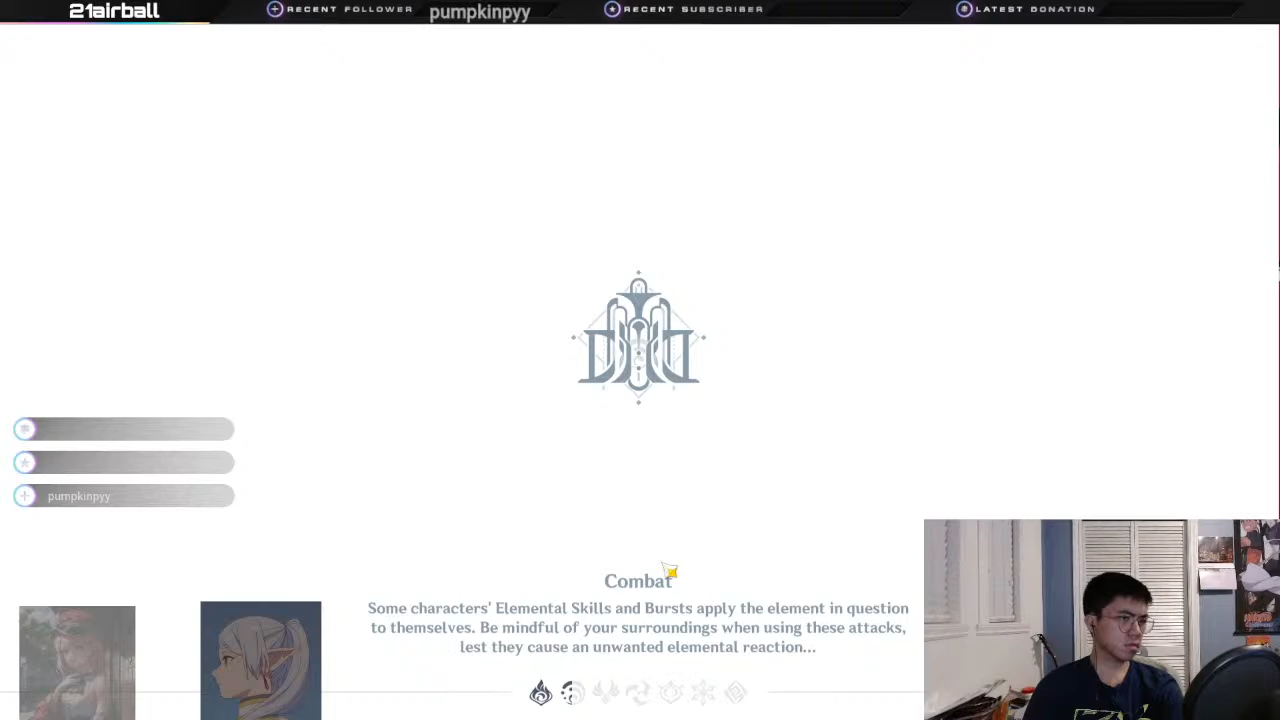 21airball
RECENT FOLLOWER
pumpkinpyy
RECENT SUBSCRIBER
LATEST DONATION
pumpkinpyy
Combat
Some characters' Elemental Skills and Bursts apply the element in question
to themselves. Be mindful of your surroundings when using these attacks,
lest they cause an unwanted elemental reaction...